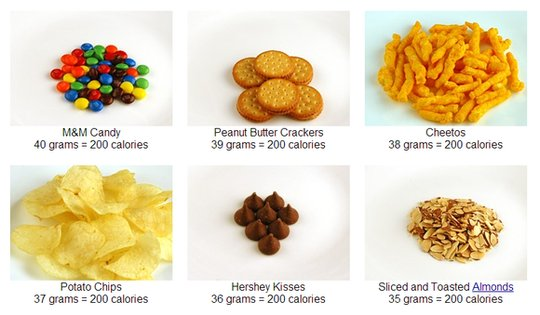 M&M Candy
40 grams = 200 calories
Peanut Butter Crackers
39 grams = 200 calories
Cheetos
38 grams = 200 calories
Potato Chips
37 grams = 200 calories
Hershey Kisses
36 grams = 200 calories
Sliced and Toasted Almonds
35 grams = 200 calories